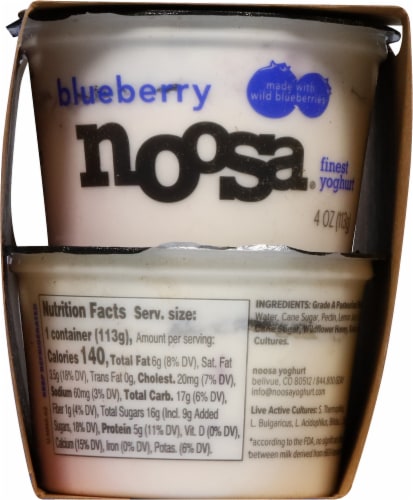 blueberry
made with
wild blueberries
noosa®
finest
yoghurt
4 OZ (113g)
Nutrition Facts Serv. size:
1 container (113g), Amount per serving:
Calories 140, Total Fat 6g (8% DV), Sat. Fat
3.5g (18% DV), Trans Fat 0g, Cholest. 20mg (7% DV),
Sodium 60mg (3% DV), Total Carb. 17g (6% DV),
Fiber 1g (4% DV), Total Sugars 16g (Incl. 9g Added
Sugars, 18% DV), Protein 5g (11% DV), Vit. D (0% DV),
Calcium (15% DV), Iron (0% DV), Potas. (6% DV).
INGREDIENTS: Grade A
Water, Cane Sugar, Pectin, Lemon
Wildflower Honey,
Cultures.
noosa yoghurt
bellvue, CO 80512 / 844.800
info@noosayoghurt.com
Live Active Cultures: S.
L. Bulgaricus, L. Acidophilus,
*according to the FDA, no
between milk derived from